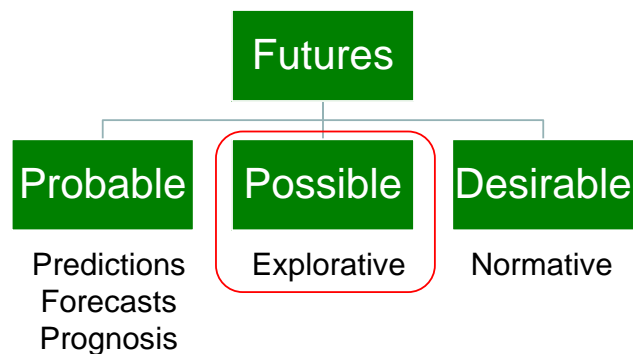 Futures
Probable
Possible
Desirable
Predictions
Forecasts
Prognosis
Explorative
Normative